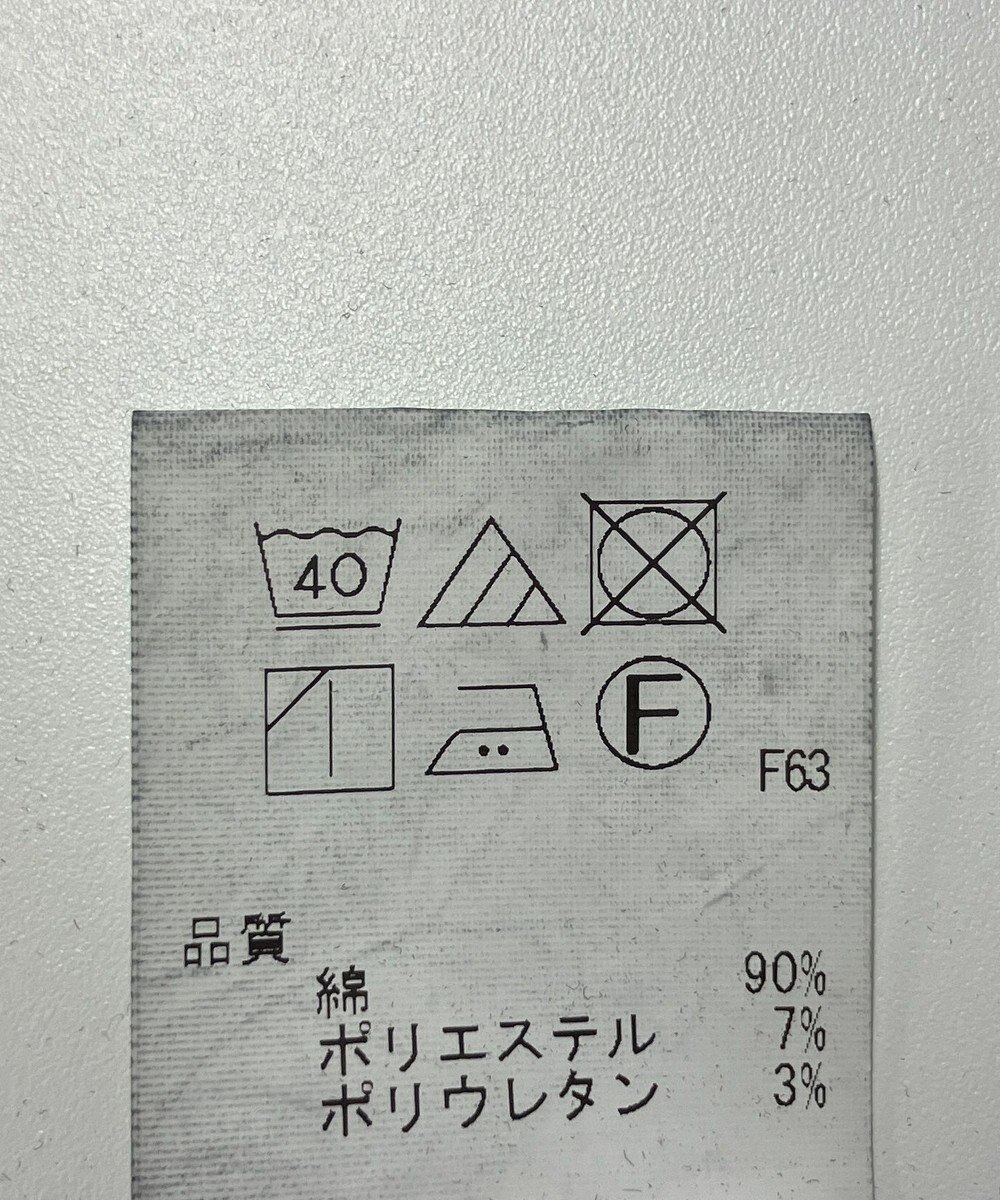 40
F
F63
品質
綿 90%
ポリエステル 7%
ポリウレタン 3%